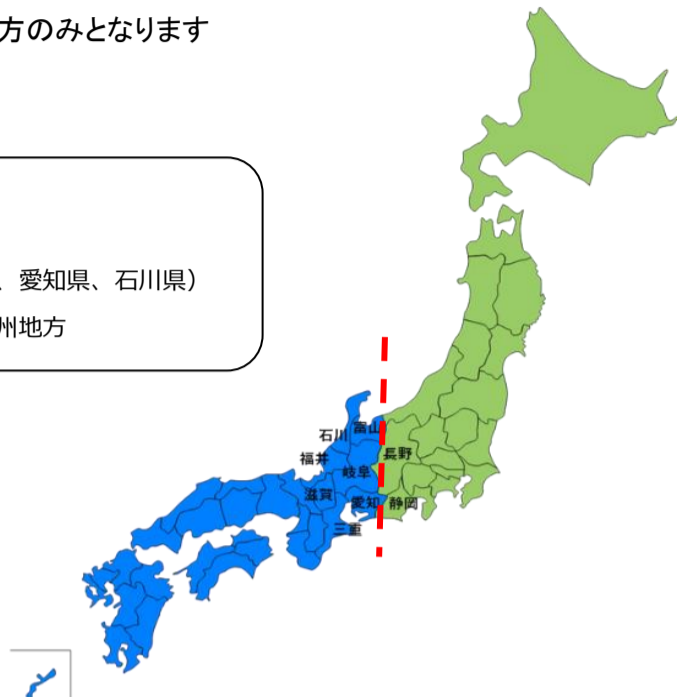 方のみとなります
、愛知県、石川県）
州地方
石川
富山
福井
長野
岐阜
滋賀
愛知
静岡
三重